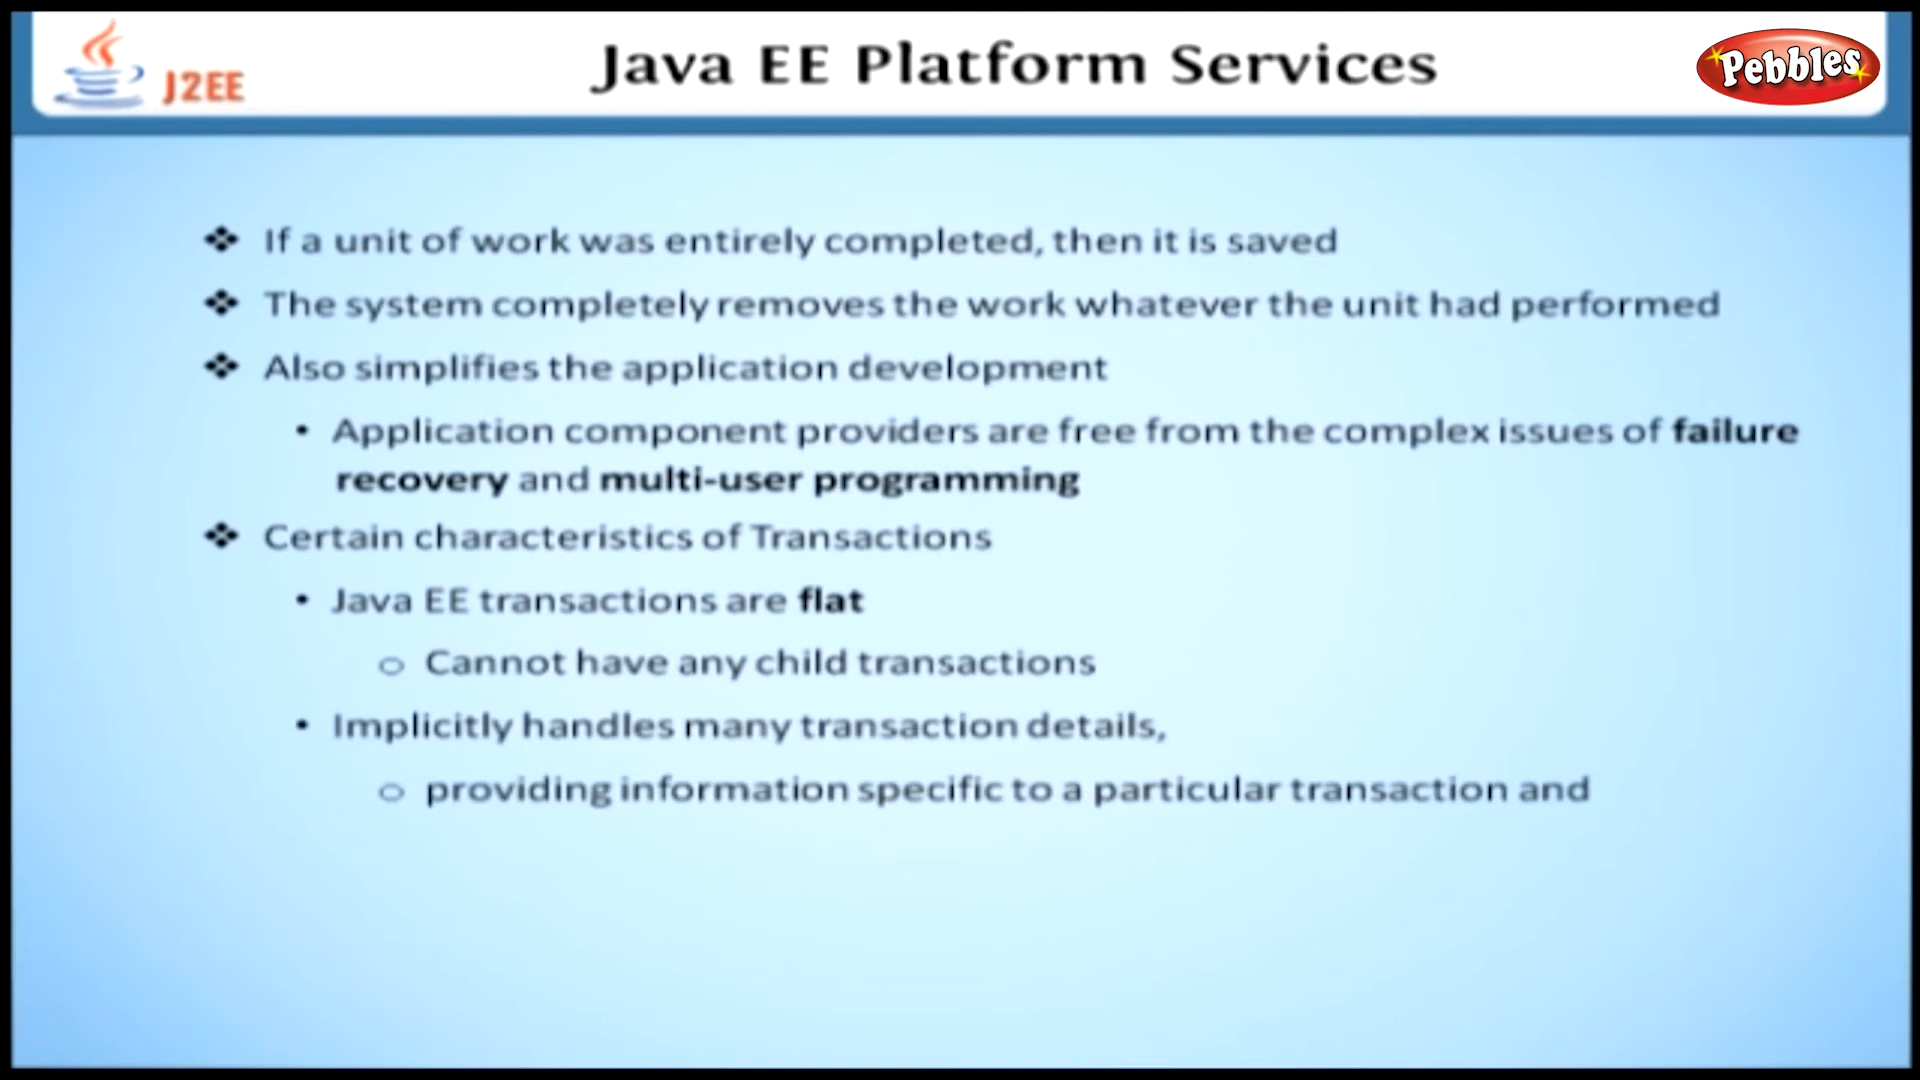 J2EE
Java EE Platform Services
Pebbles
❖ If a unit of work was entirely completed, then it is saved
❖ The system completely removes the work whatever the unit had performed
❖ Also simplifies the application development
• Application component providers are free from the complex issues of failure
recovery and multi-user programming
❖ Certain characteristics of Transactions
• Java EE transactions are flat
o Cannot have any child transactions
• Implicitly handles many transaction details,
o providing information specific to a particular transaction and